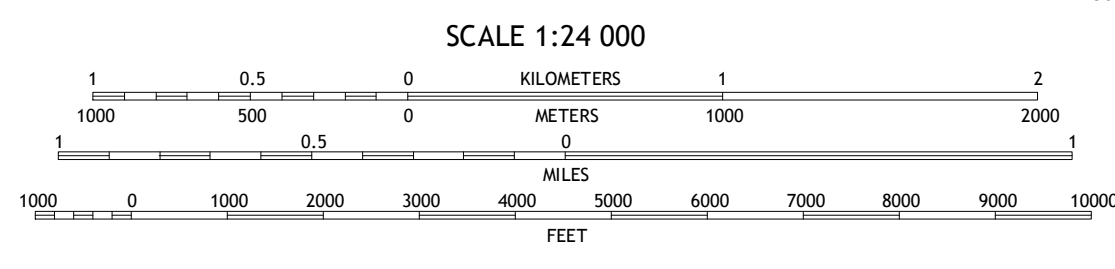 SCALE 1:24 000
1 0.5 0 KILOMETERS 1 2
1000 500 0 METERS 1000 2000
1 0.5 0 1
MILES
1000 0 1000 2000 3000 4000 5000 6000 7000 8000 9000 10000
FEET